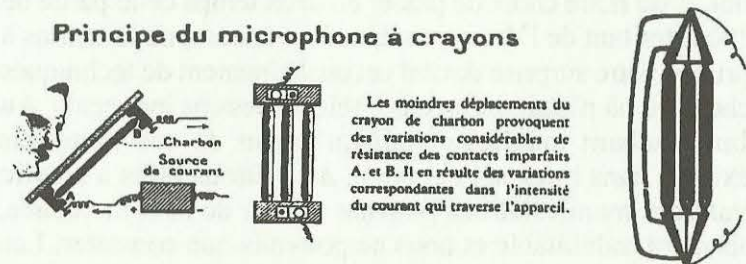 Principe du microphone à crayons
B
Charbon
Source
de courant
Les moindres déplacements du
crayon de charbon provoquent
des variations considérables de
résistance des contacts imparfaits
A. et B. Il en résulte des variations
correspondantes dans l'intensité
du courant qui traverse l'appareil.